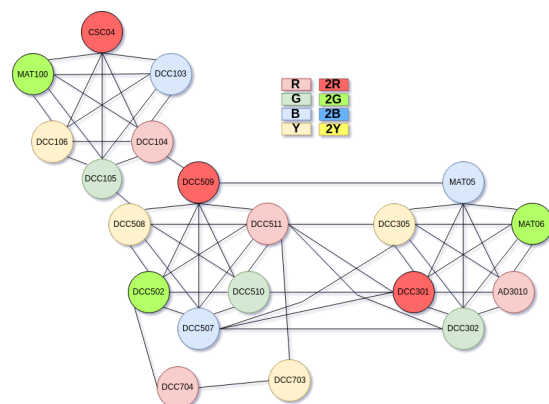 CSC04
MAT100
DCC103
R 2R
G 2G
B 2B
Y 2Y
DCC106
DCC104
DCC105
DCC509
MAT05
DCC508
DCC511
DCC305
MAT06
DCC502
DCC510
DCC301
AD3010
DCC507
DCC302
DCC704
DCC703